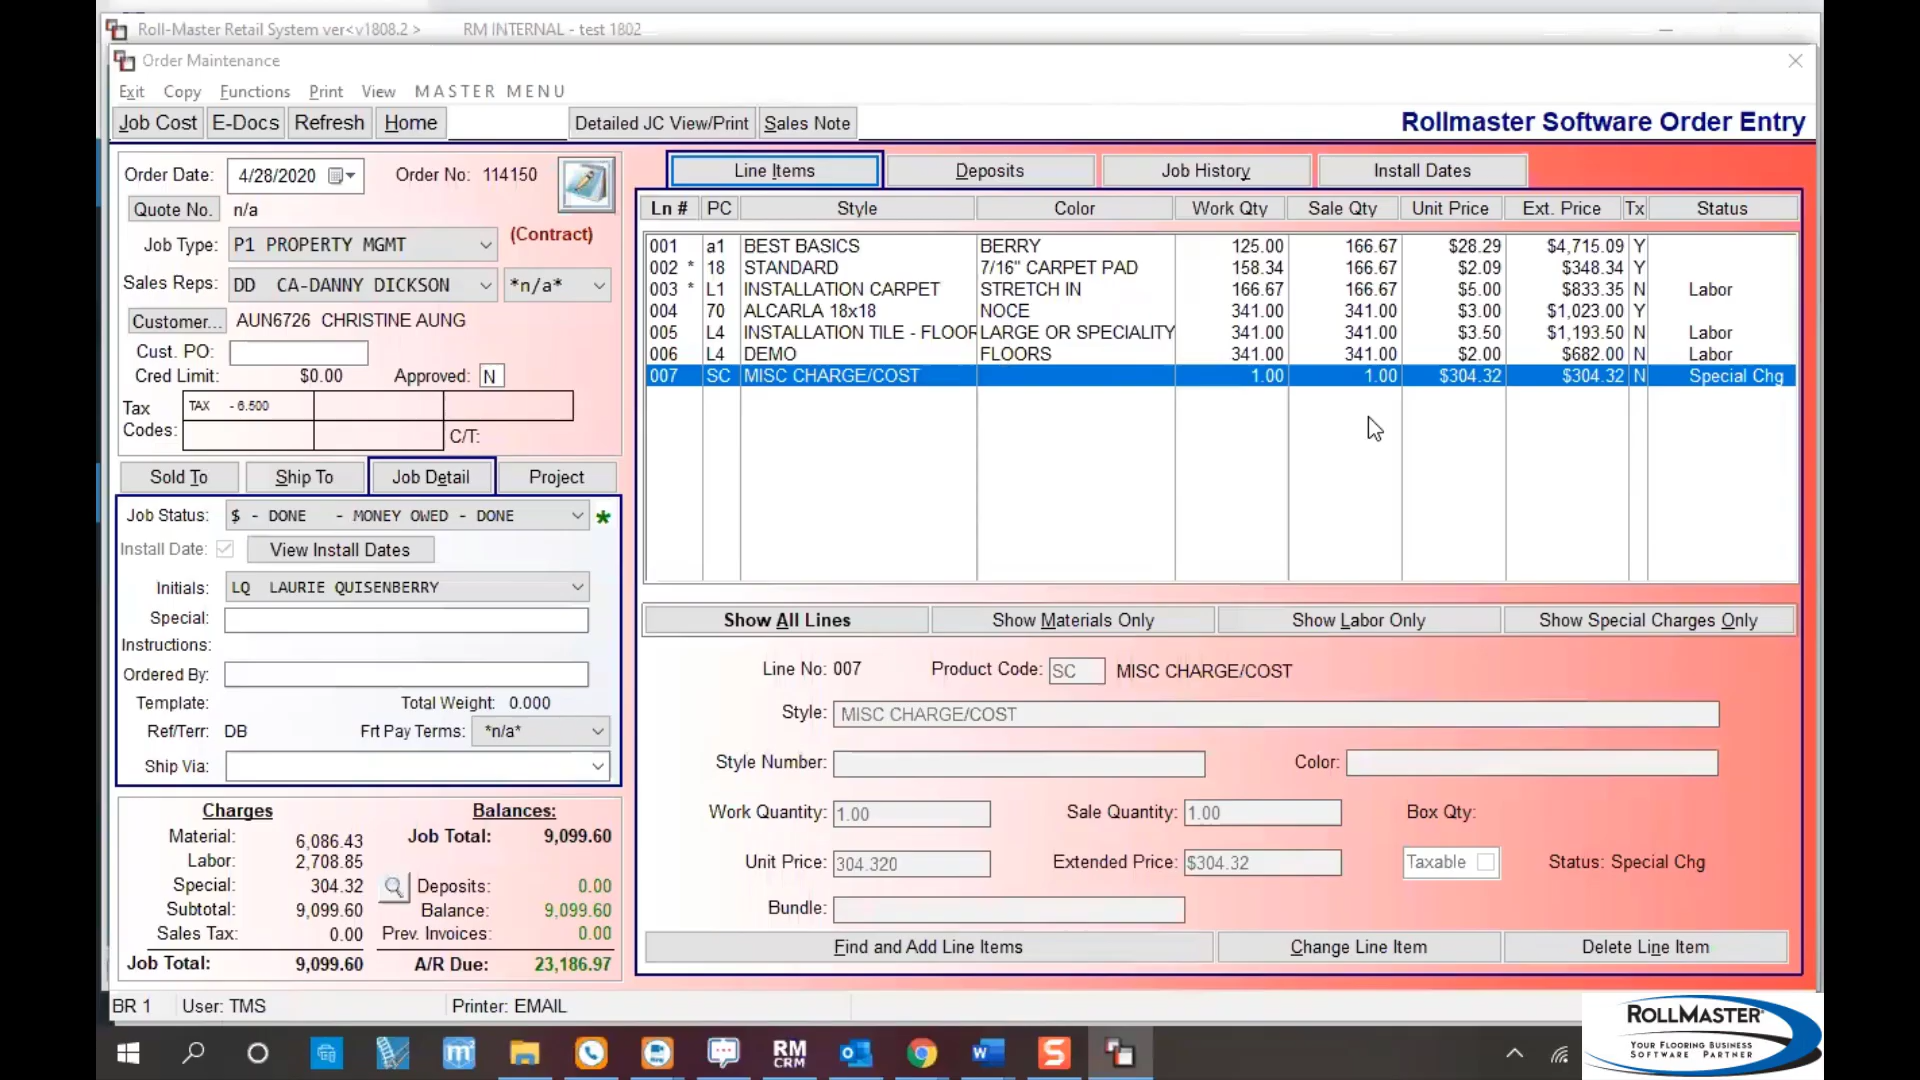 Roll-Master Retail System ver<v1808.2 > RM INTERNAL - test 1802
Order Maintenance
Exit Copy Functions Print View MASTER MENU
Job Cost E-Docs Refresh Home Detailed JC View/Print Sales Note Rollmaster Software Order Entry
Order Date: 4/28/2020 Order No: 114150
Quote No. n/a
Job Type: P1 PROPERTY MGMT (Contract)
Sales Reps: DD CA-DANNY DICKSON *n/a*
Customer... AUN6726 CHRISTINE AUNG
Cust. PO:
Cred Limit: $0.00 Approved: N
Tax Codes: TAX - 6.500
C/T:
Sold To Ship To Job Detail Project
Job Status: $ - DONE - MONEY OWED - DONE *
Install Date: View Install Dates
Initials: LQ LAURIE QUISENBERRY
Special:
Instructions:
Ordered By:
Template: Total Weight: 0.000
Ref/Terr: DB Frt Pay Terms: *n/a*
Ship Via:
Charges Balances:
Material: 6,086.43 Job Total: 9,099.60
Labor: 2,708.85
Special: 304.32 Deposits: 0.00
Subtotal: 9,099.60 Balance: 9,099.60
Sales Tax: 0.00 Prev. Invoices: 0.00
Job Total: 9,099.60 A/R Due: 23,186.97
Line Items Deposits Job History Install Dates
Ln # PC Style Color Work Qty Sale Qty Unit Price Ext. Price Tx Status
001 a1 BEST BASICS BERRY 125.00 166.67 $28.29 $4,715.09 Y
002 * 18 STANDARD 7/16" CARPET PAD 158.34 166.67 $2.09 $348.34 Y
003 * L1 INSTALLATION CARPET STRETCH IN 166.67 166.67 $5.00 $833.35 N Labor
004 70 ALCARLA 18x18 NOCE 341.00 341.00 $3.00 $1,023.00 Y
005 L4 INSTALLATION TILE - FLOOR LARGE OR SPECIALITY 341.00 341.00 $3.50 $1,193.50 N Labor
006 L4 DEMO FLOORS 341.00 341.00 $2.00 $682.00 N Labor
007 SC MISC CHARGE/COST 1.00 1.00 $304.32 $304.32 N Special Chg
Show All Lines Show Materials Only Show Labor Only Show Special Charges Only
Line No: 007 Product Code: SC MISC CHARGE/COST
Style: MISC CHARGE/COST
Style Number: Color:
Work Quantity: 1.00 Sale Quantity: 1.00 Box Qty:
Unit Price: 304.320 Extended Price: $304.32 Taxable Status: Special Chg
Bundle:
Find and Add Line Items Change Line Item Delete Line Item
BR 1 User: TMS Printer: EMAIL
RM
CRM
ROLLMASTER
YOUR FLOORING BUSINESS
SOFTWARE PARTNER